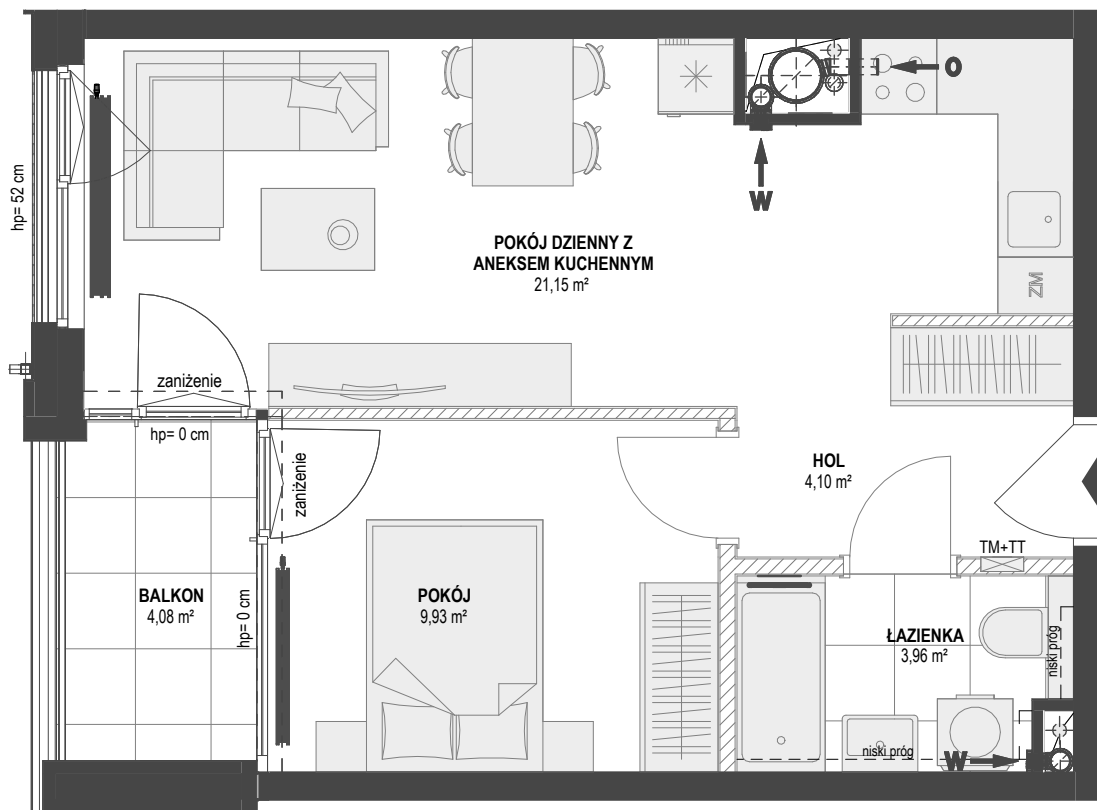 O
W
hp= 52 cm
POKÓJ DZIENNY Z
ANEKSEM KUCHENNYM
21,15 m²
ZM
zaniżenie
hp= 0 cm
zaniżenie
HOL
4,10 m²
TM+TT
BALKON
4,08 m²
hp=0 cm
POKÓJ
9,93 m²
ŁAZIENKA
3,96 m²
niski próg
niski próg
W